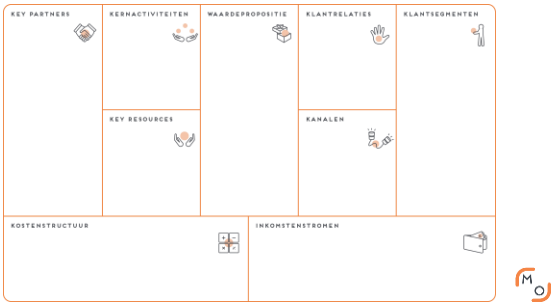 KEY PARTNERS
KERNACTIVITEITEN
WAARDEPROPOSITIE
KLANTRELATIES
KLANTSEGMENTEN
KEY RESOURCES
KANALEN
KOSTENSTRUCTUUR
INKOMSTENSTROMEN
M
O